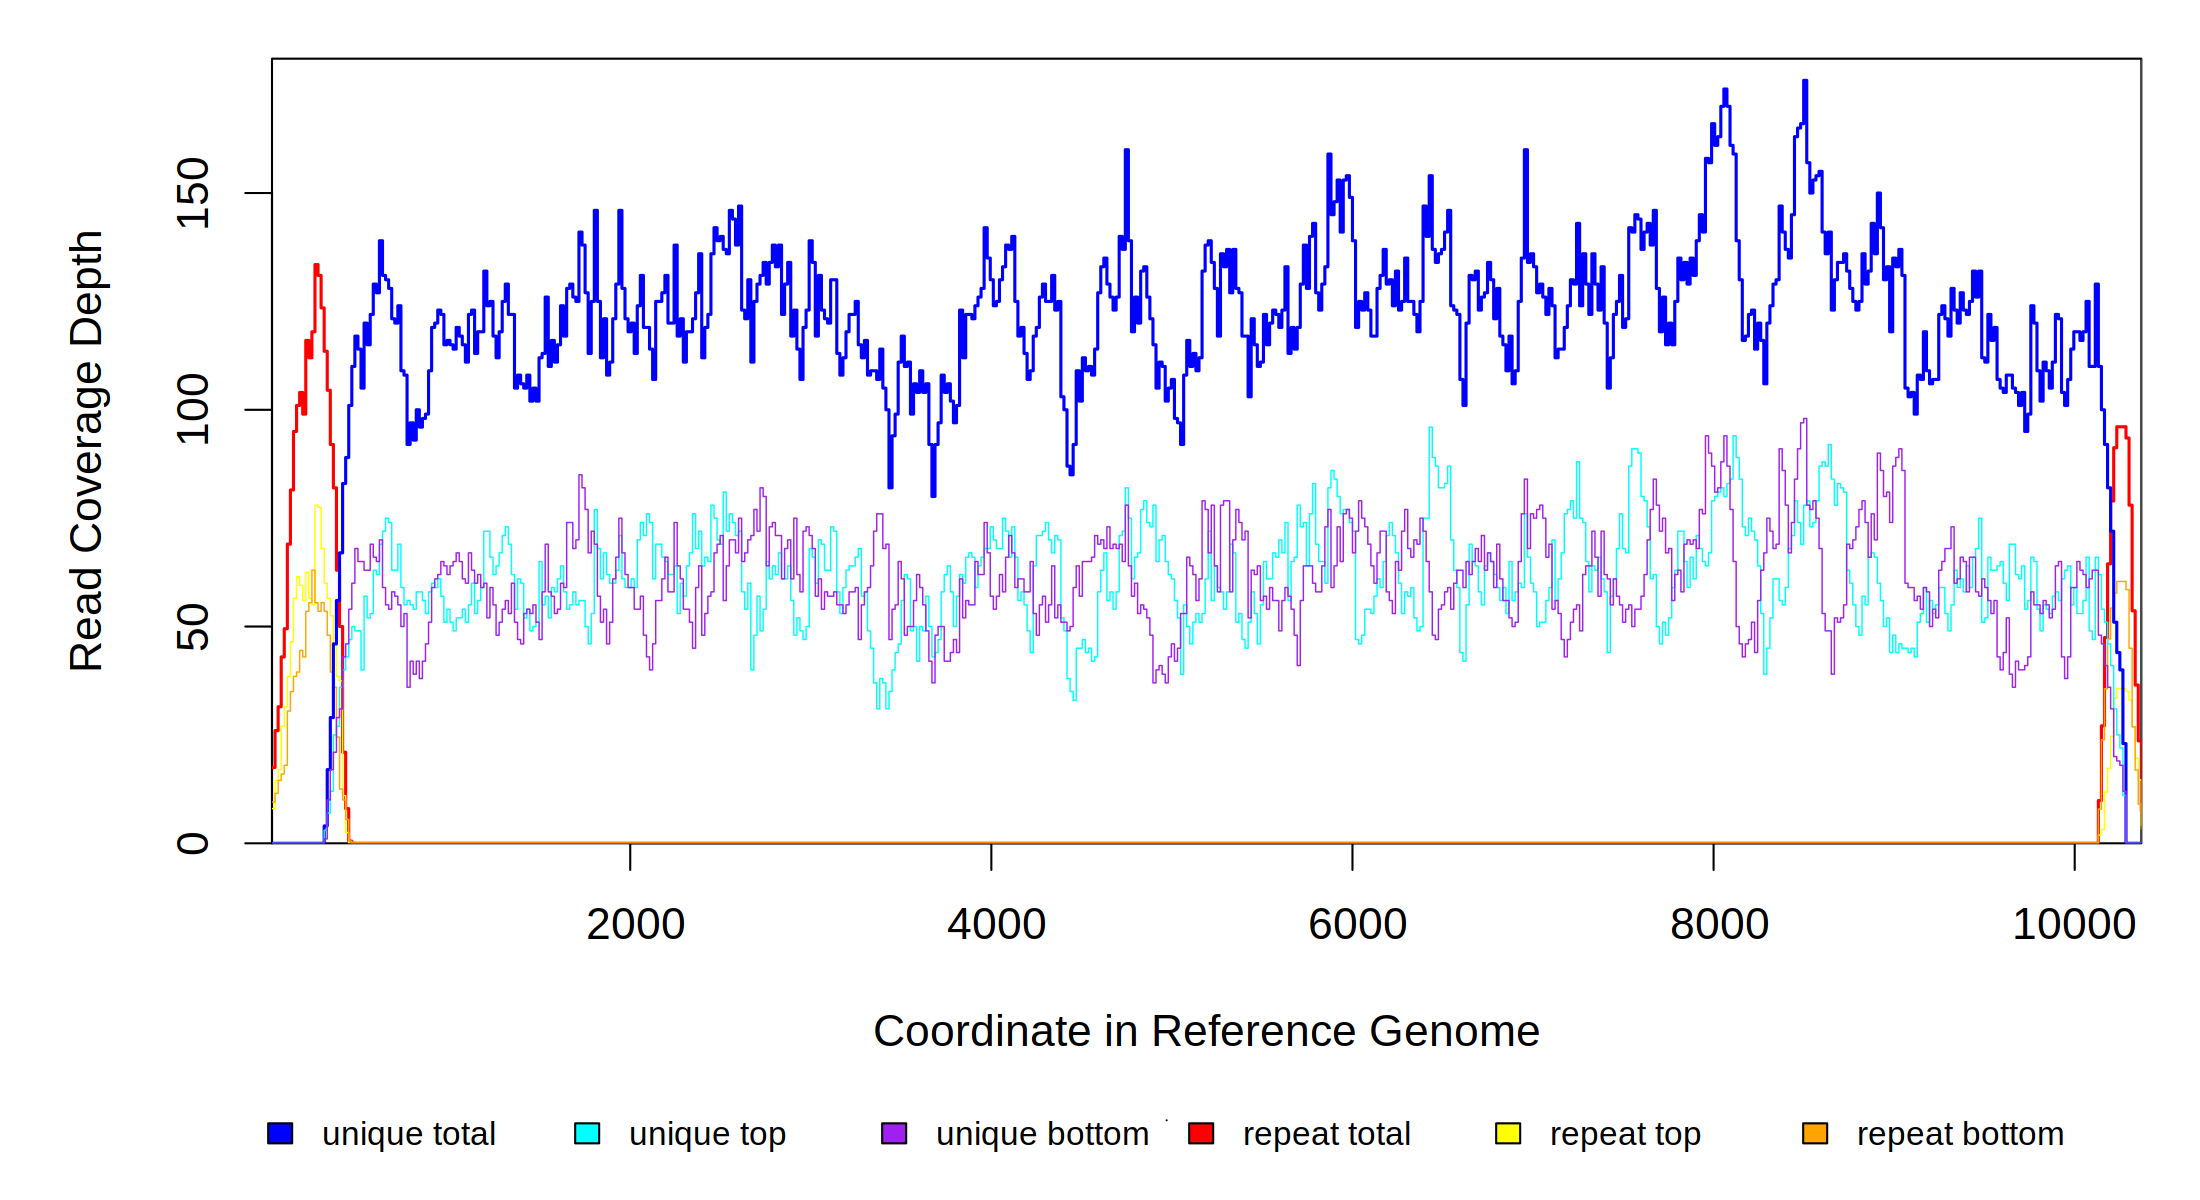 Read Coverage Depth
150
100
50
0
2000 4000 6000 8000 10000
Coordinate in Reference Genome
unique total unique top unique bottom repeat total repeat top repeat bottom